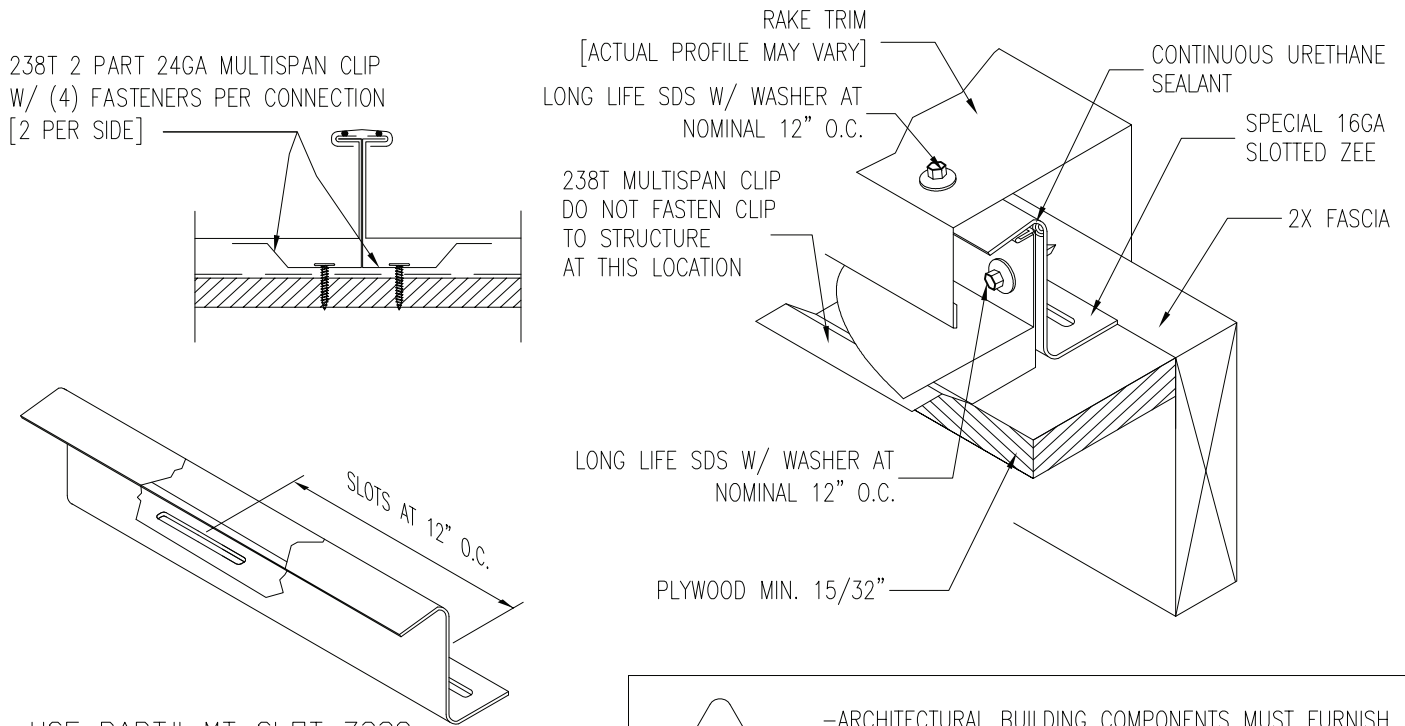 238T 2 PART 24GA MULTISPAN CLIP
W/ (4) FASTENERS PER CONNECTION
[2 PER SIDE]
RAKE TRIM
[ACTUAL PROFILE MAY VARY]
LONG LIFE SDS W/ WASHER AT
NOMINAL 12" O.C.
238T MULTISPAN CLIP
DO NOT FASTEN CLIP
TO STRUCTURE
AT THIS LOCATION
CONTINUOUS URETHANE
SEALANT
SPECIAL 16GA
SLOTTED ZEE
2X FASCIA
LONG LIFE SDS W/ WASHER AT
NOMINAL 12" O.C.
PLYWOOD MIN. 15/32"
SLOTS AT 12" O.C.
-ARCHITECTURAL BUILDING COMPONENTS MUST FURNISH